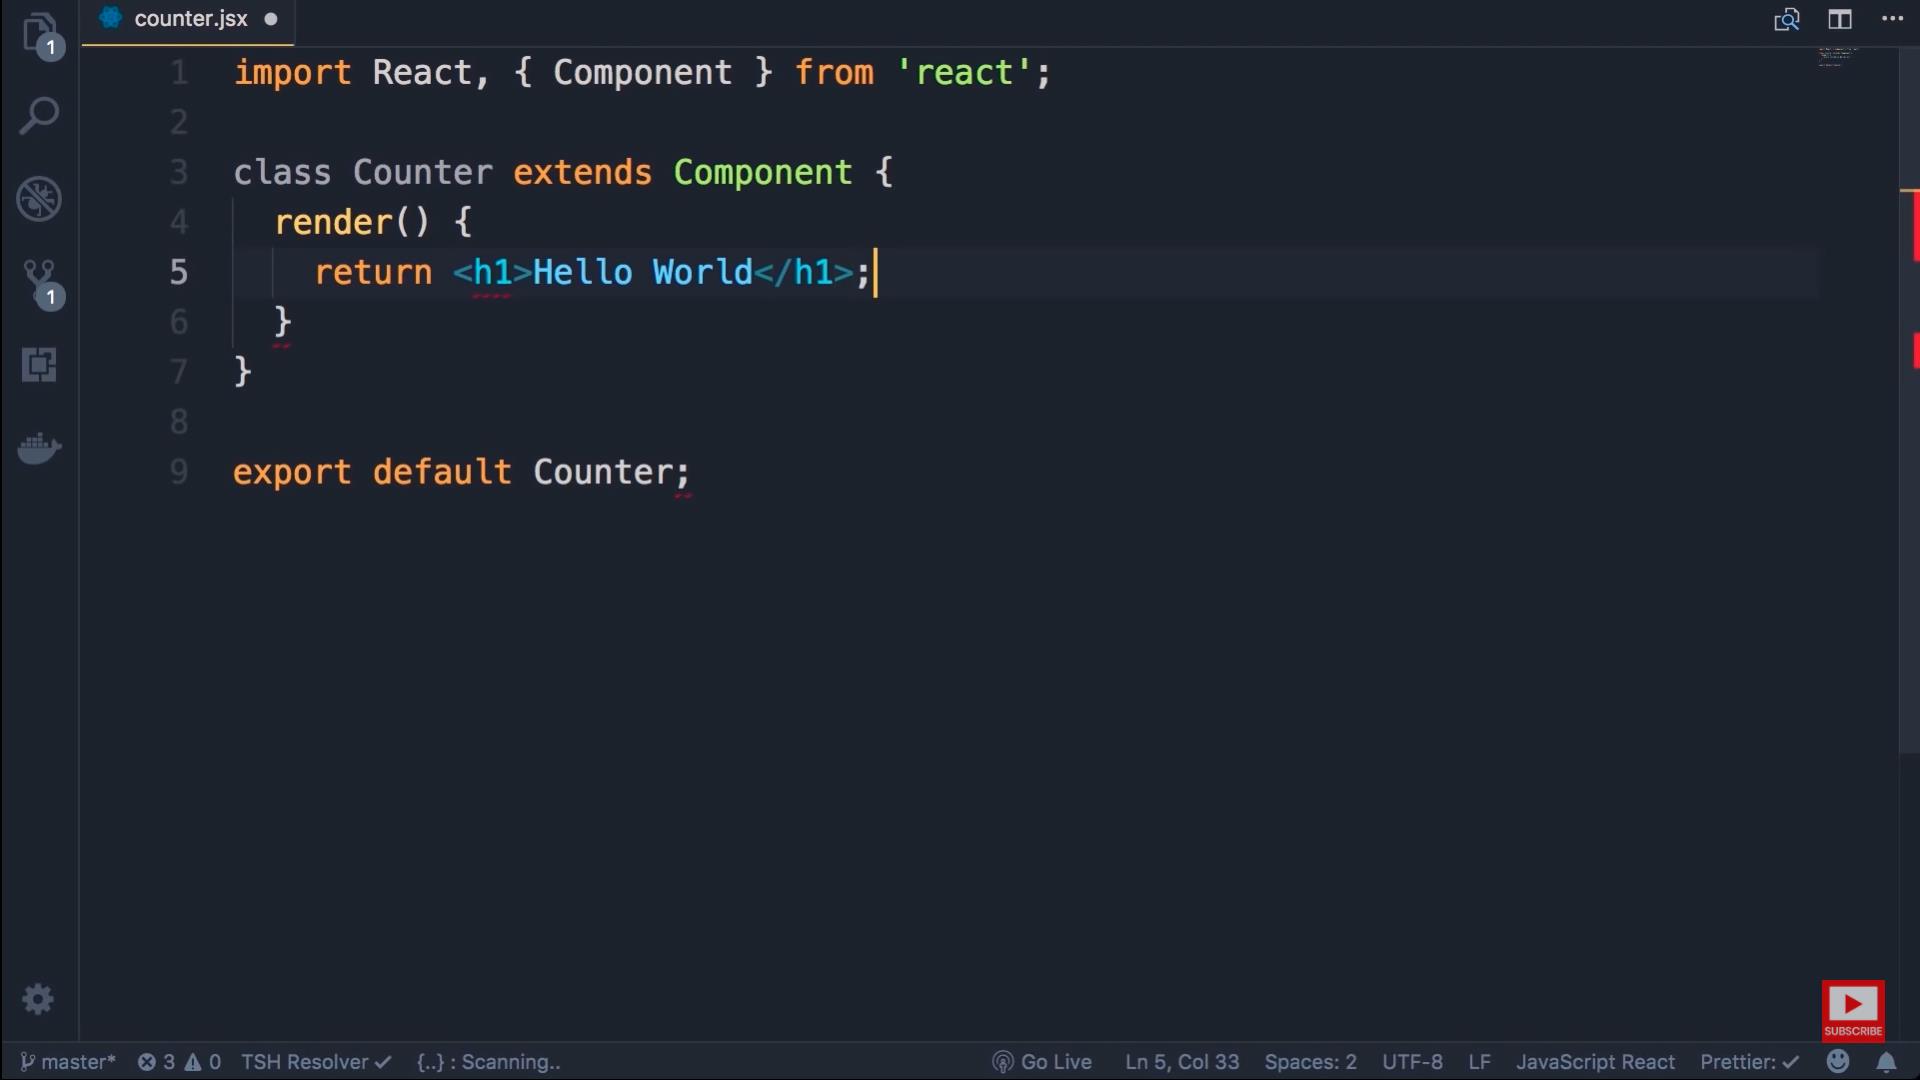 counter.jsx
1
1 import React, { Component } from 'react';
2
3 class Counter extends Component {
4 render() {
5 return <h1>Hello World</h1>;
1
6 }
7 }
8
9 export default Counter;
SUBSCRIBE
master* 3 0 TSH Resolver ✓ {..} : Scanning.. Go Live Ln 5, Col 33 Spaces: 2 UTF-8 LF JavaScript React Prettier: ✓